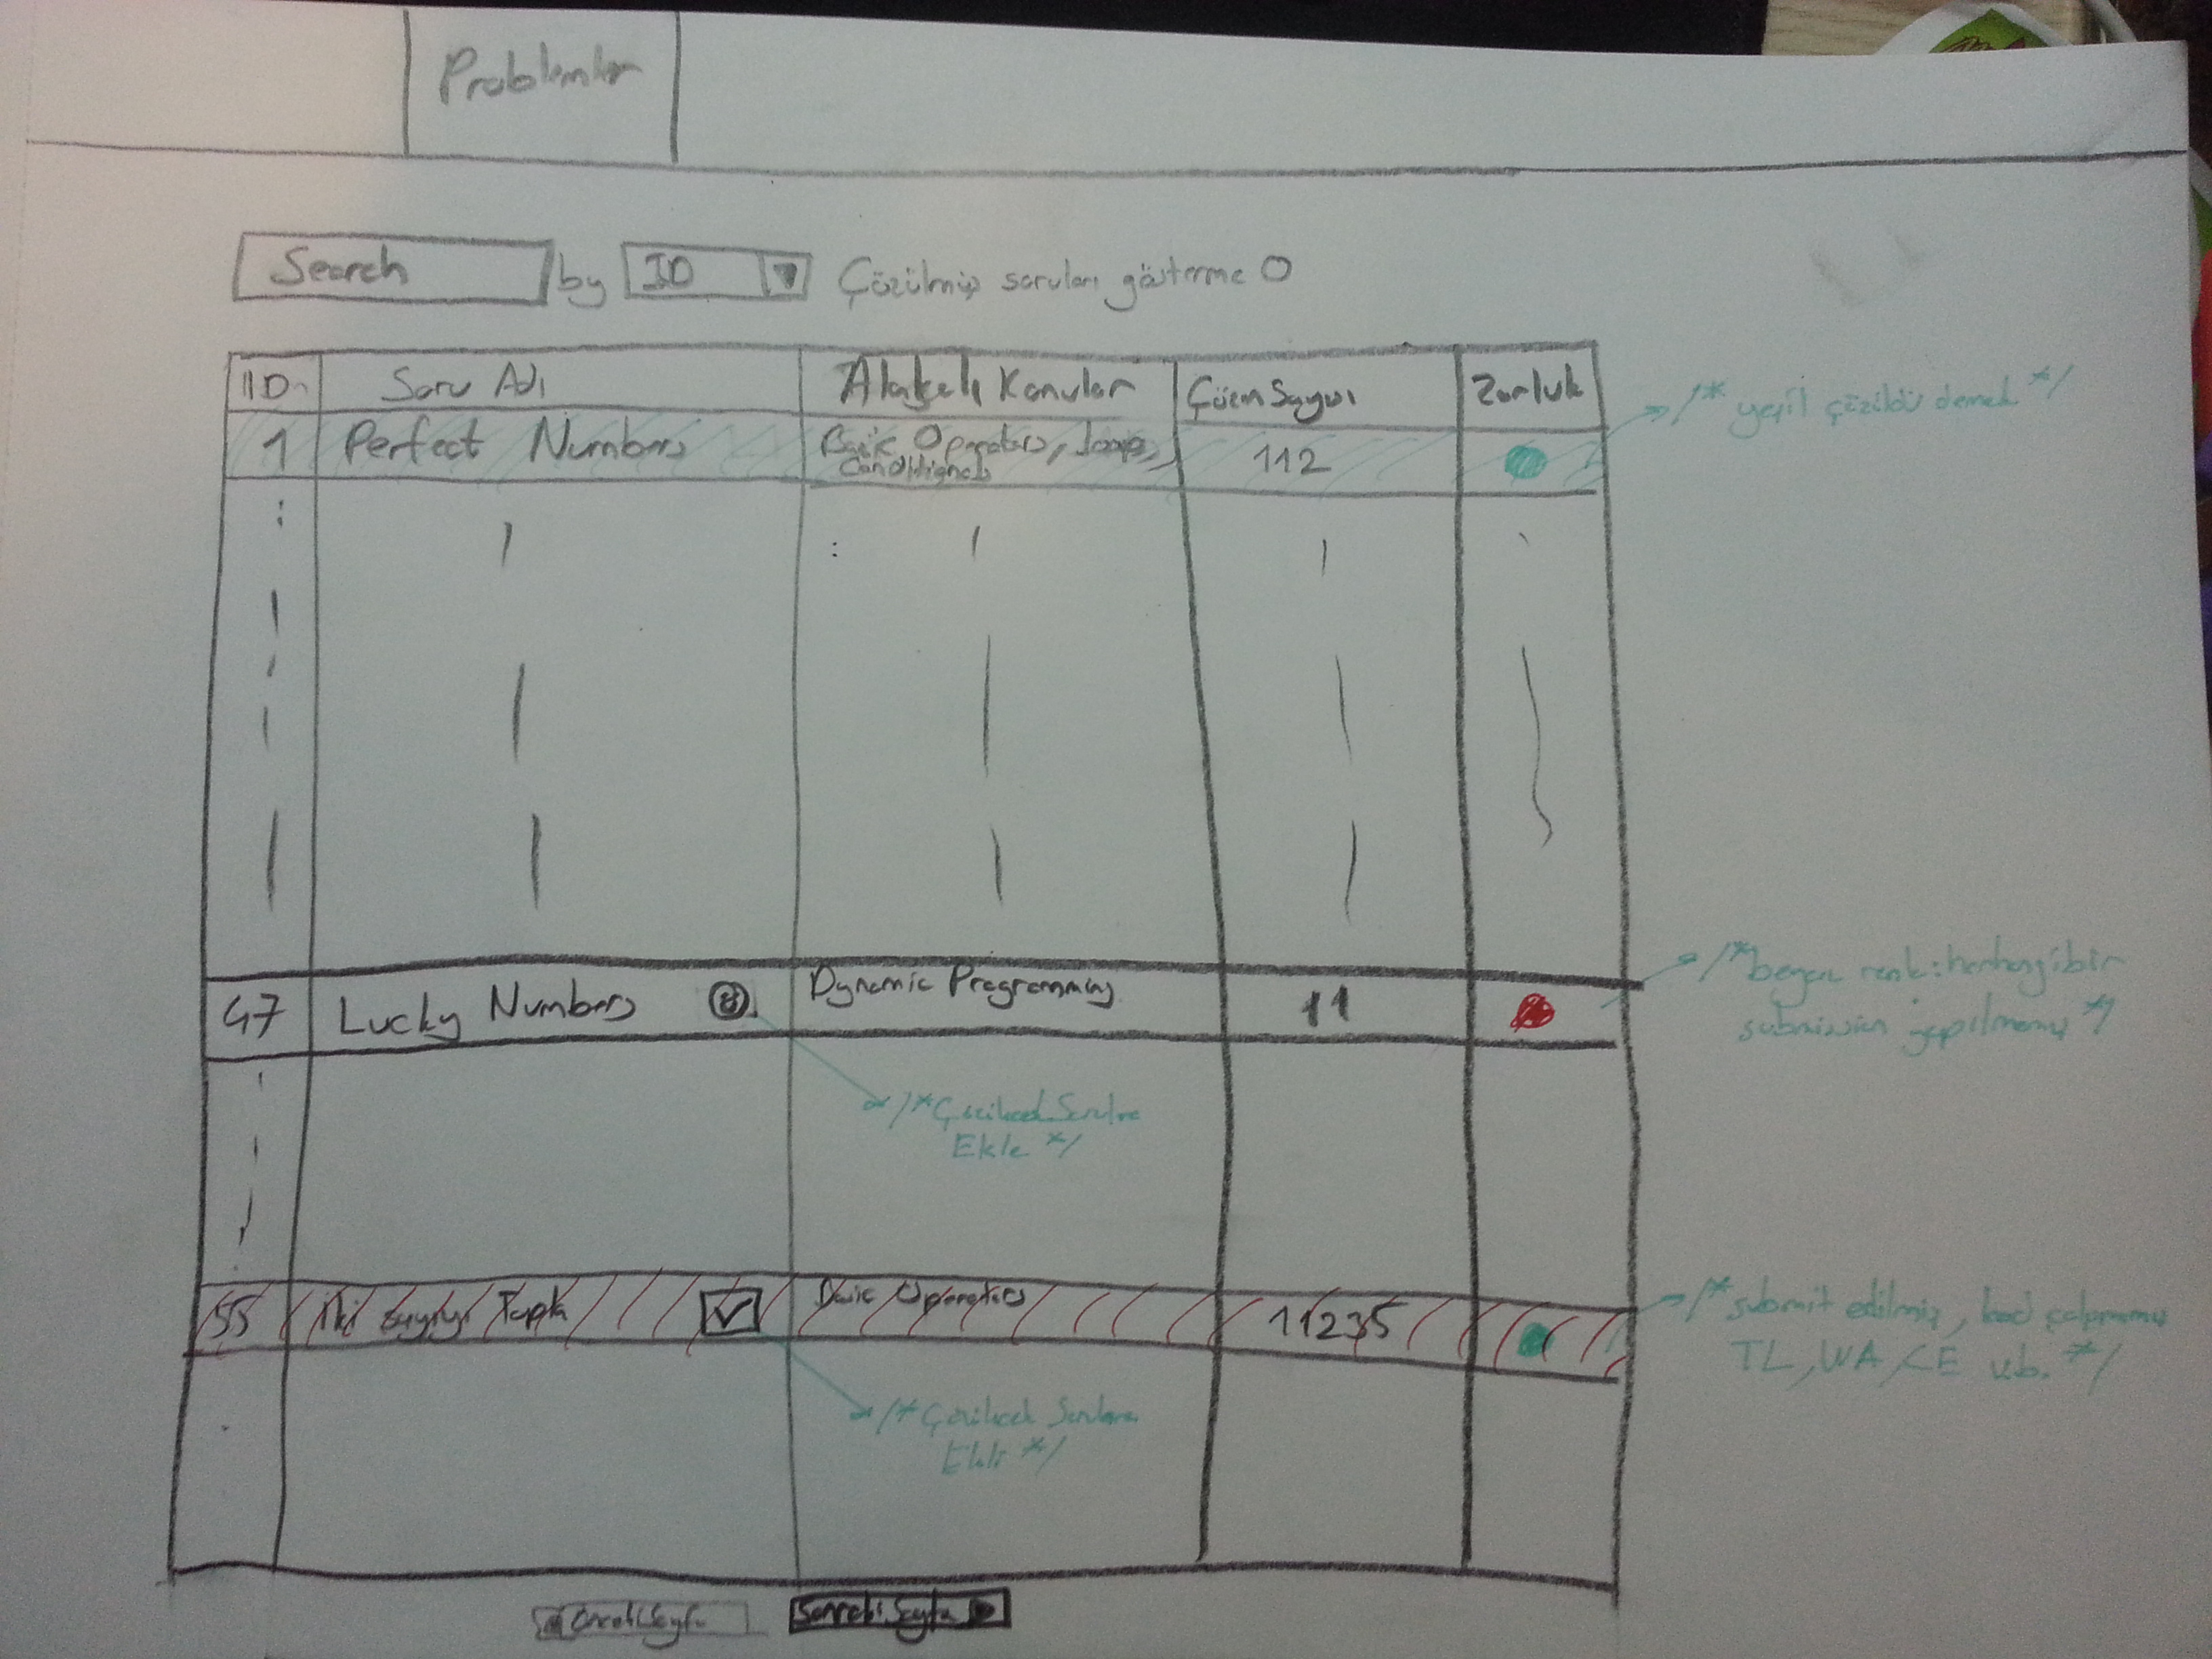 Problemler
Search by ID Çözülmüş soruları gösterme
ID Soru Adı Alakalı Konular Çözüm Sayısı Zorluk
/* yeşil çözüldü demek */
1 Perfect Numbers Basic Operators, loops, 112
Conditionals
/* beyaz renk: herhangi bir
47 Lucky Numbers Dynamic Programming 11
submission yapılmamış */
/* Çözülecek Sorulara
Ekle */
55 İki sayıyı Topla Basic Operators 11235
/* submit edilmiş, kod çalışmamış
TL, WA, CE vb. */
/* Çözülecek Sorulara
Ekli */
Önceki Sayfa Sonraki Sayfa